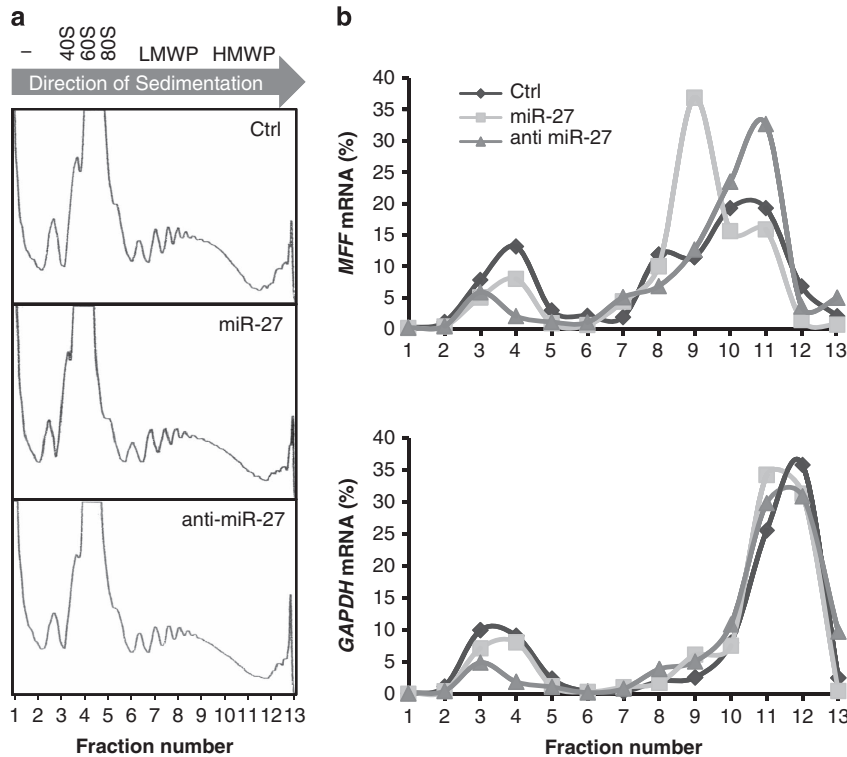 a
– 40S 60S 80S LMWP HMWP
Direction of Sedimentation
Ctrl
miR-27
anti-miR-27
1 2 3 4 5 6 7 8 9 10 11 12 13
Fraction number
b
40
35
30
25
20
15
10
5
0
MFF mRNA (%)
Ctrl
miR-27
anti miR-27
1 2 3 4 5 6 7 8 9 10 11 12 13
40
35
30
25
20
15
10
5
0
GAPDH mRNA (%)
1 2 3 4 5 6 7 8 9 10 11 12 13
Fraction number